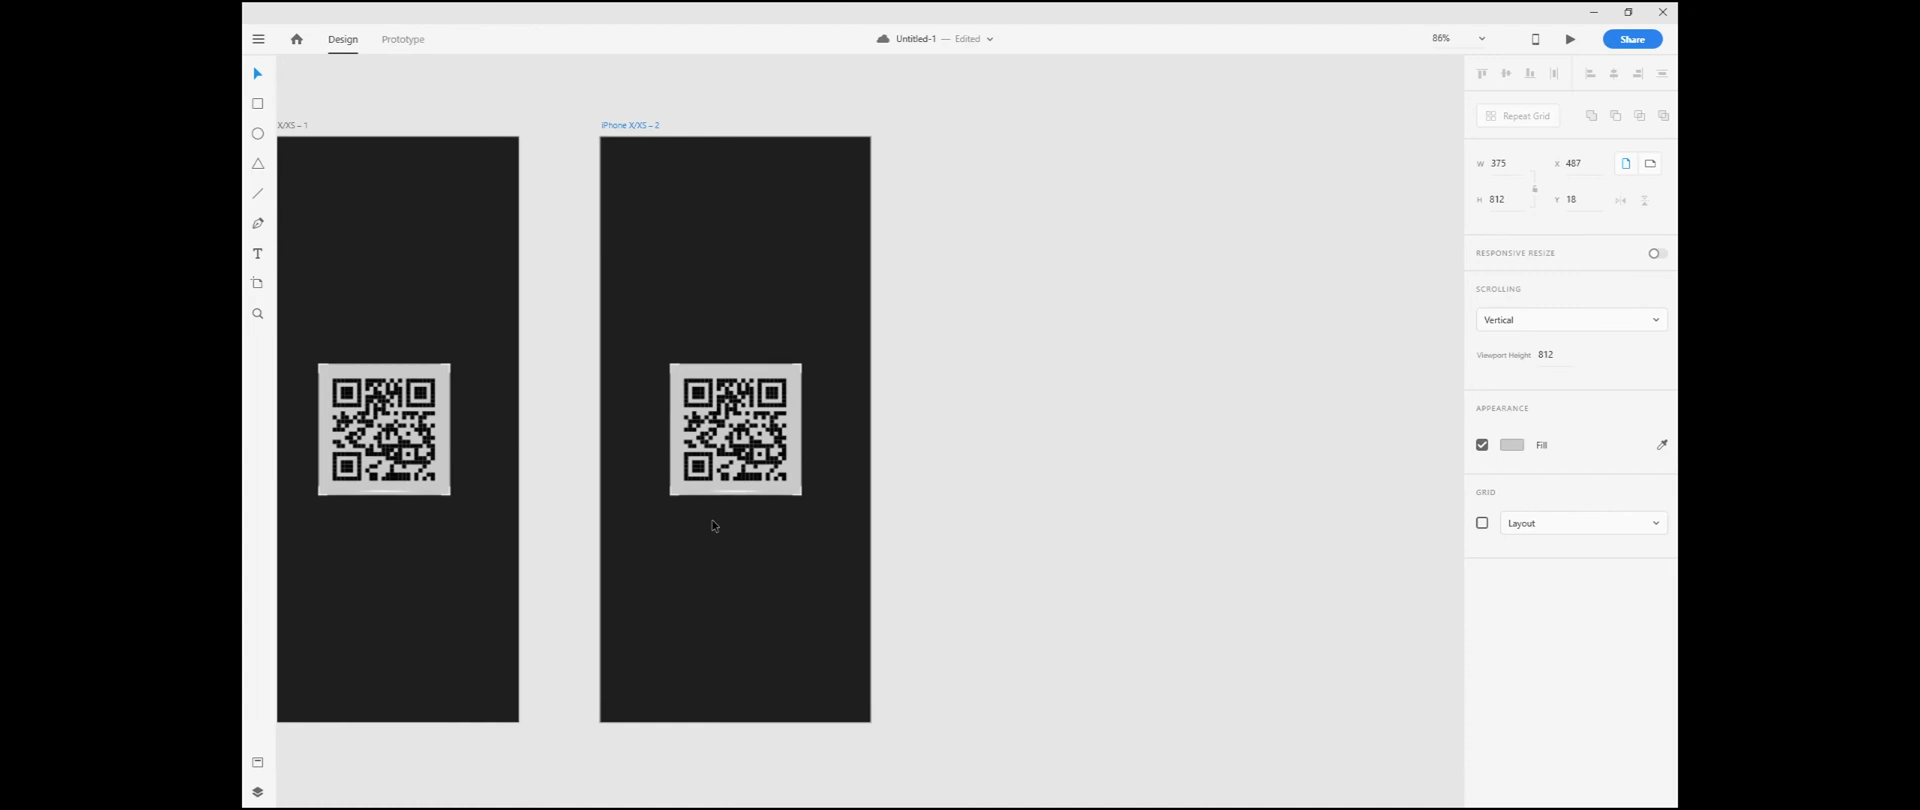 Design
Prototype
Untitled-1 — Edited
86%
Share
X/XS – 1
iPhone X/XS – 2
Repeat Grid
W 375
X 487
H 812
Y 18
RESPONSIVE RESIZE
SCROLLING
Vertical
Viewport Height 812
APPEARANCE
Fill
GRID
Layout